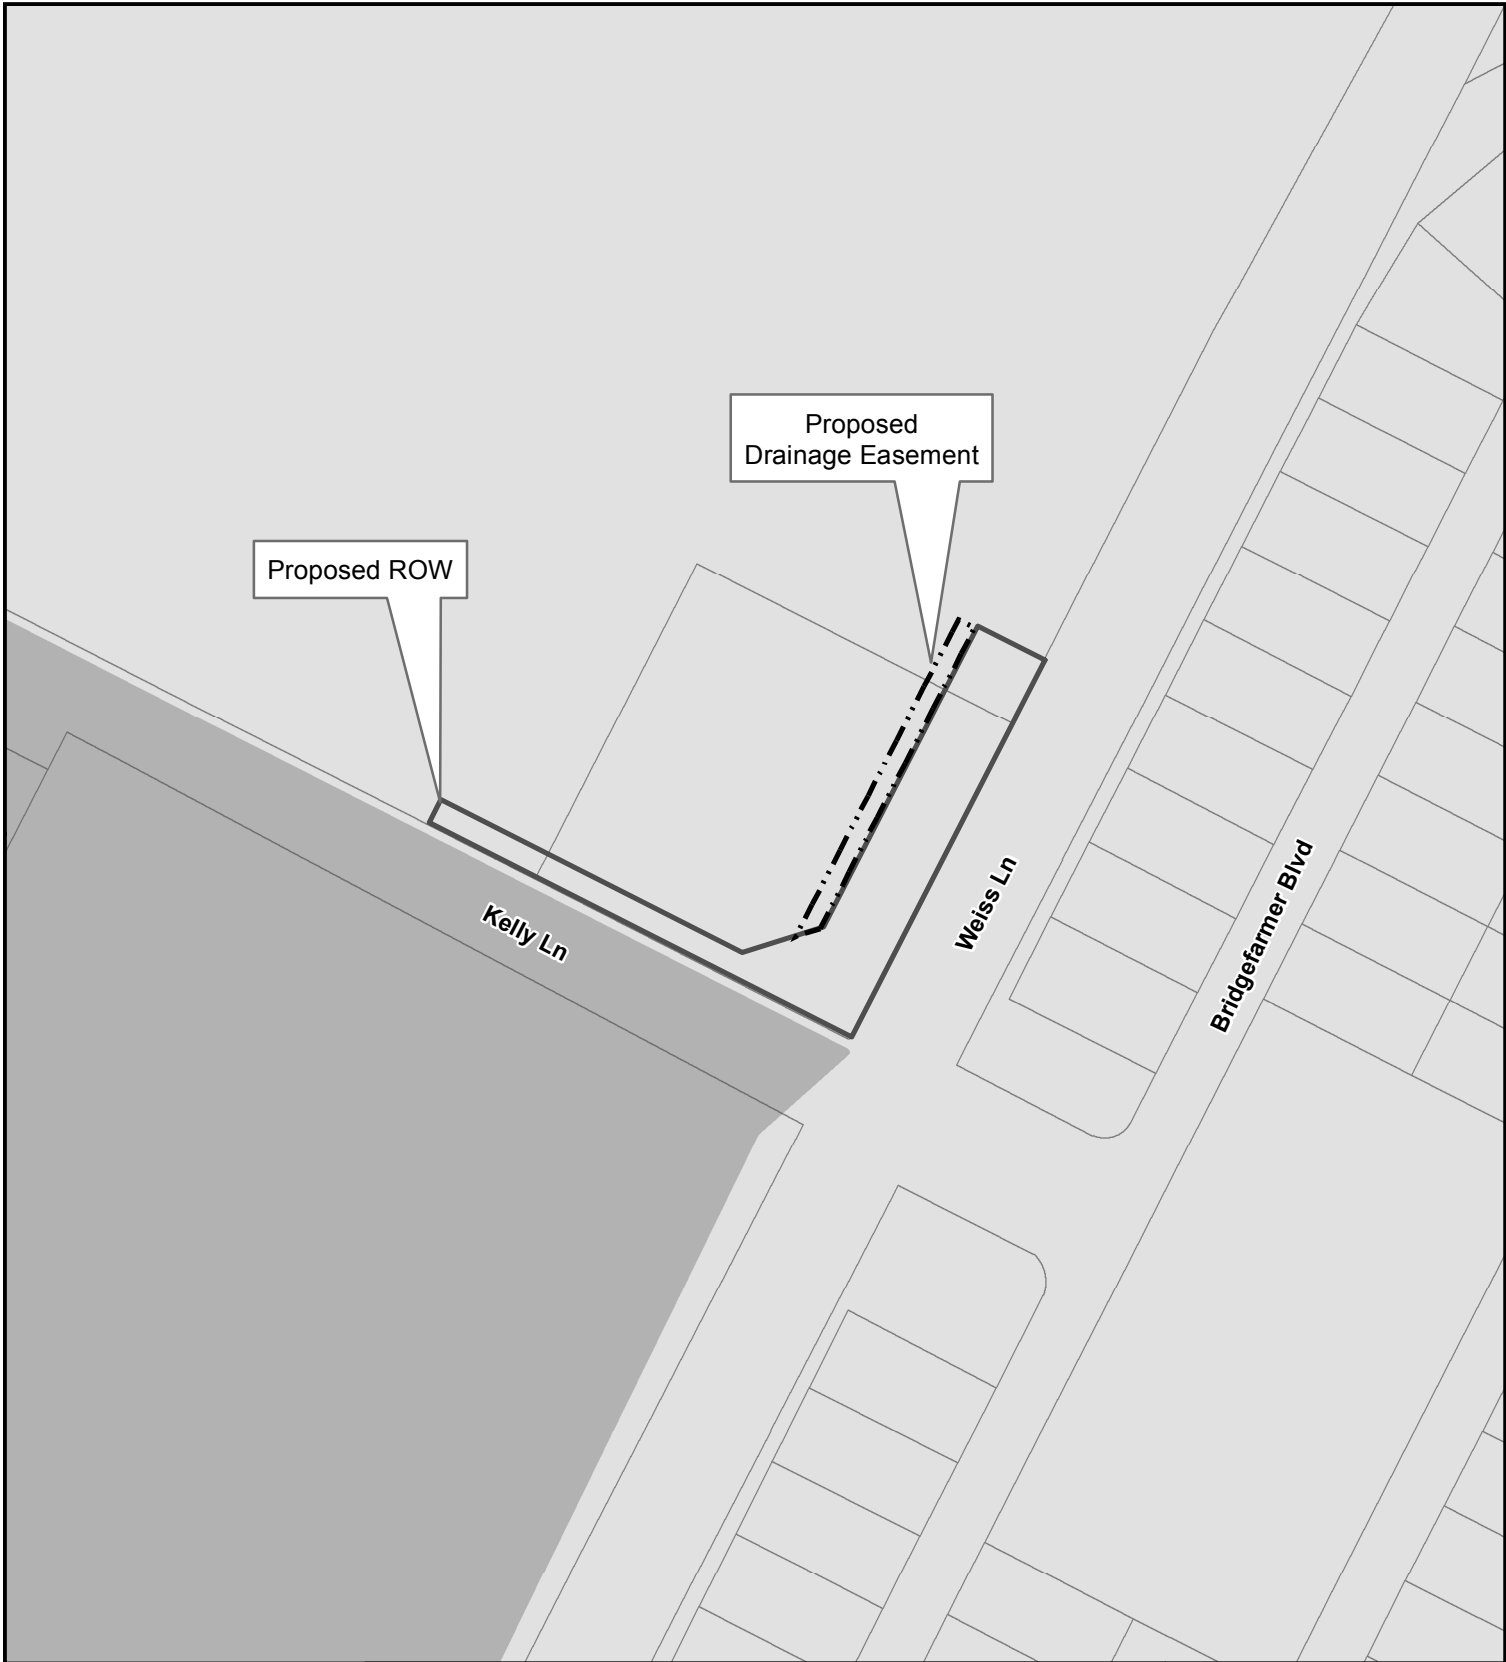 Proposed
Drainage Easement
Proposed ROW
Weiss Ln
Bridgefarmer Blvd
Kelly Ln